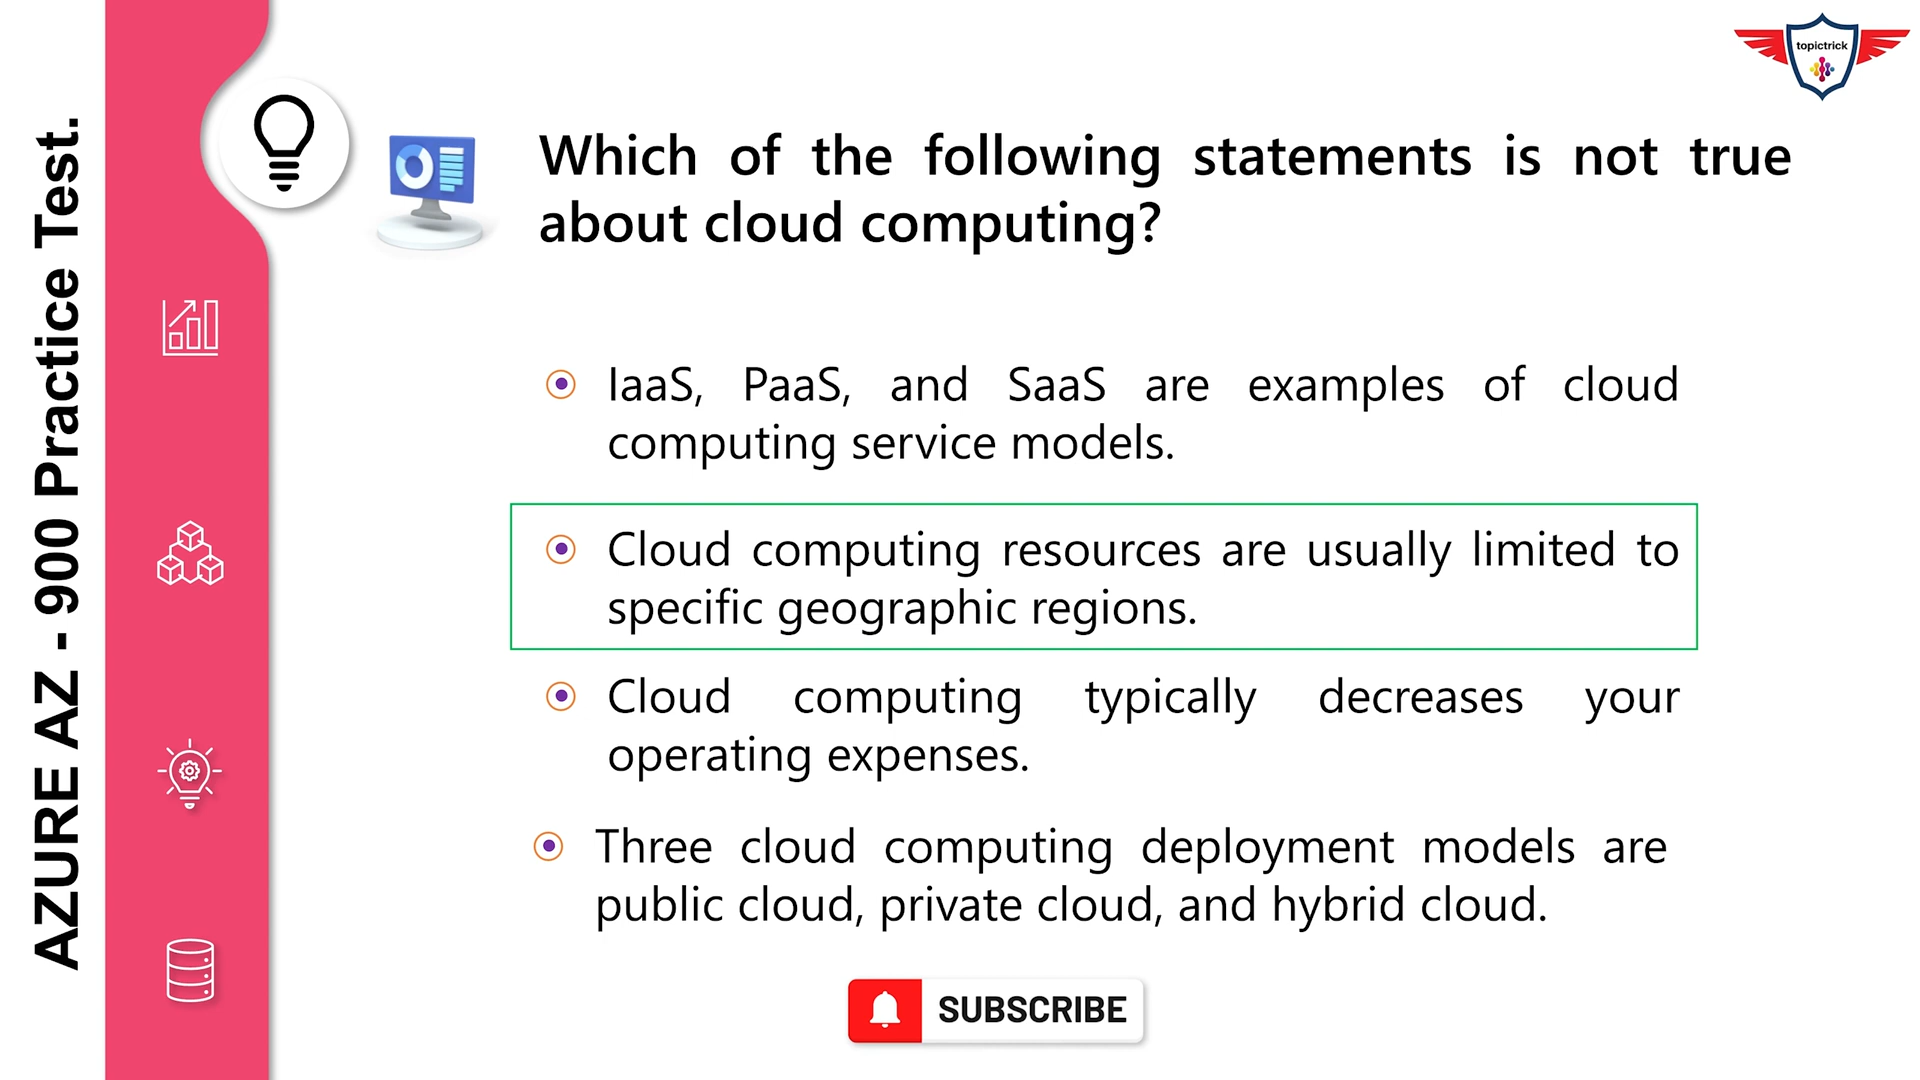 AZURE AZ - 900 Practice Test.
topictrick
Which of the following statements is not true
about cloud computing?
IaaS, PaaS, and SaaS are examples of cloud
computing service models.
Cloud computing resources are usually limited to
specific geographic regions.
Cloud computing typically decreases your
operating expenses.
Three cloud computing deployment models are
public cloud, private cloud, and hybrid cloud.
SUBSCRIBE